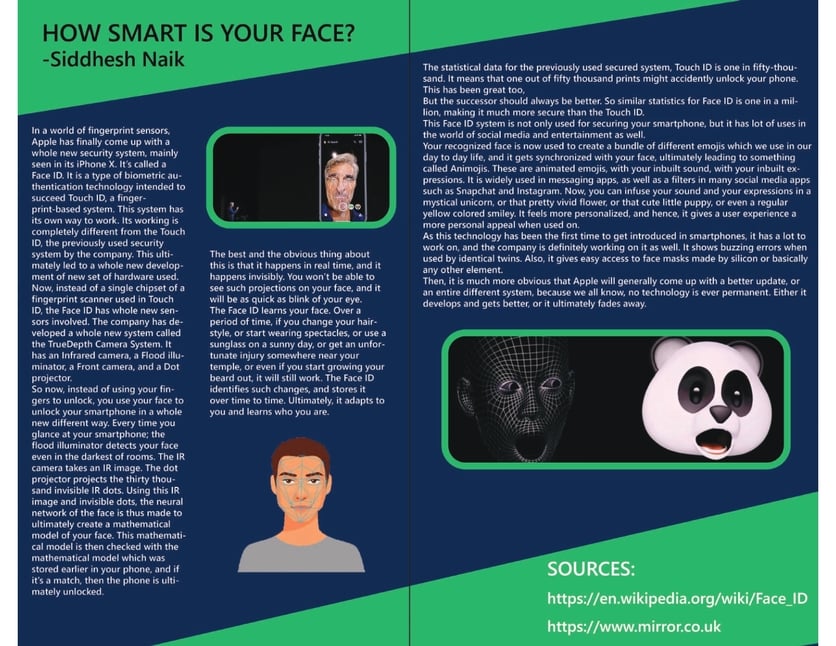 HOW SMART IS YOUR FACE?
-Siddhesh Naik
In a world of fingerprint sensors,
Apple has finally come up with a
whole new security system, mainly
seen in its iPhone X. It's called a
Face ID. It is a type of biometric au-
thentication technology intended to
succeed Touch ID, a finger-
print-based system. This system has
its own way to work. Its working is
completely different from the Touch
ID, the previously used security
system by the company. This ulti-
mately led to a whole new develop-
ment of new set of hardware used.
Now, instead of a single chipset of a
fingerprint scanner used in Touch
ID, the Face ID has whole new sen-
sors involved. The company has de-
veloped a whole new system called
the TrueDepth Camera System. It
has an Infrared camera, a Flood illu-
minator, a Front camera, and a Dot
projector.
So now, instead of using your fin-
gers to unlock, you use your face to
unlock your smartphone in a whole
new different way. Every time you
glance at your smartphone; the
flood illuminator detects your face
even in the darkest of rooms. The IR
camera takes an IR image. The dot
projector projects the thirty thou-
sand invisible IR dots. Using this IR
image and invisible dots, the neural
network of the face is thus made to
ultimately create a mathematical
model of your face. This mathemati-
cal model is then checked with the
mathematical model which was
stored earlier in your phone, and if
it's a match, then the phone is ulti-
mately unlocked.
The best and the obvious thing about
this is that it happens in real time, and it
happens invisibly. You won't be able to
see such projections on your face, and it
will be as quick as blink of your eye.
The Face ID learns your face. Over a
period of time, if you change your hair-
style, or start wearing spectacles, or use a
sunglass on a sunny day, or get an unfor-
tunate injury somewhere near your
temple, or even if you start growing your
beard out, it will still work. The Face ID
identifies such changes, and stores it
over time to time. Ultimately, it adapts to
you and learns who you are.
The statistical data for the previously used secured system, Touch ID is one in fifty-thou-
sand. It means that one out of fifty thousand prints might accidently unlock your phone.
This has been great too,
But the successor should always be better. So similar statistics for Face ID is one in a mil-
lion, making it much more secure than the Touch ID.
This Face ID system is not only used for securing your smartphone, but it has lot of uses in
the world of social media and entertainment as well.
Your recognized face is now used to create a bundle of different emojis which we use in our
day to day life, and it gets synchronized with your face, ultimately leading to something
called Animojis. These are animated emojis, with your inbuilt sound, with your inbuilt ex-
pressions. It is widely used in messaging apps, as well as a filters in many social media apps
such as Snapchat and Instagram. Now, you can infuse your sound and your expressions in a
mystical unicorn, or that pretty vivid flower, or that cute little puppy, or even a regular
yellow colored smiley. It feels more personalized, and hence, it gives a user experience a
more personal appeal when used on.
As this technology has been the first time to get introduced in smartphones, it has a lot to
work on, and the company is definitely working on it as well. It shows buzzing errors when
used by identical twins. Also, it gives easy access to face masks made by silicon or basically
any other element.
Then, it is much more obvious that Apple will generally come up with a better update, or
an entire different system, because we all know, no technology is ever permanent. Either it
develops and gets better, or it ultimately fades away.
SOURCES:
https://en.wikipedia.org/wiki/Face_ID
https://www.mirror.co.uk